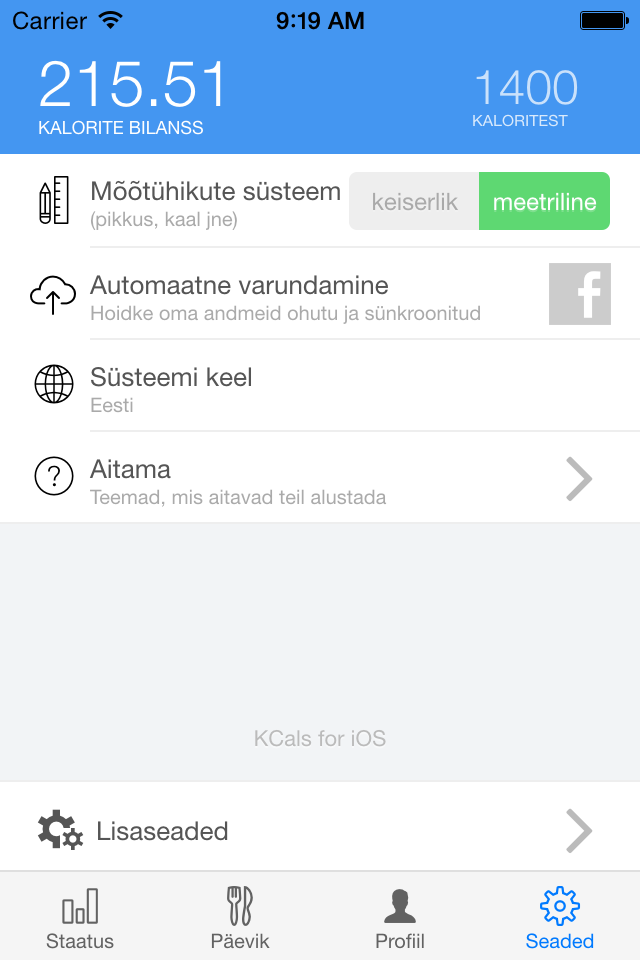 Carrier 9:19 AM
215.51 1400
KALORITE BILANSS KALORITEST
Mõõtühikute süsteem keiserlik meetriline
(pikkus, kaal jne)
Automaatne varundamine
Hoidke oma andmeid ohutu ja sünkroonitud
f
Süsteemi keel
Eesti
?
Aitama
Teemad, mis aitavad teil alustada
KCals for iOS
Lisaseaded
Staatus Päevik Profiil Seaded